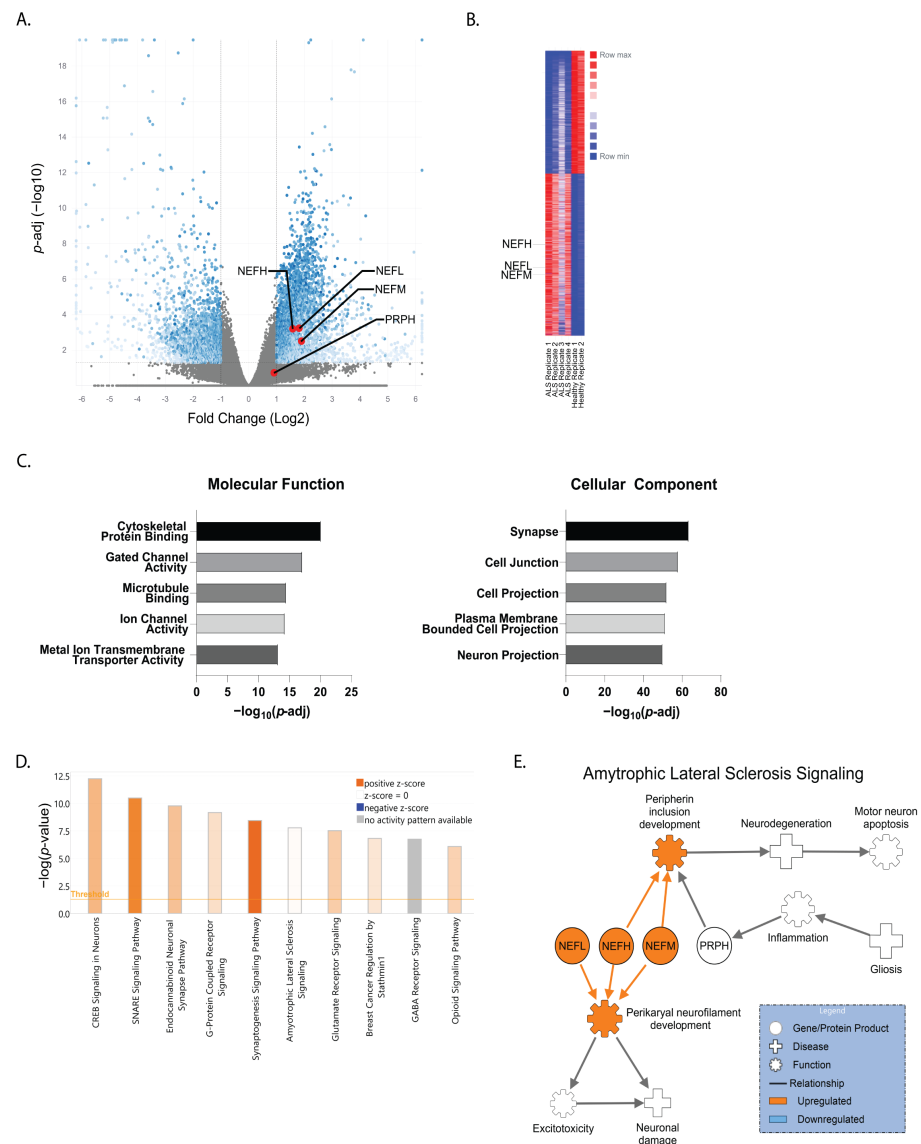 A.
18
16
14
12
10
8
6
4
2
p-adj (−log10)
NEFH
NEFL
NEFM
PRPH
-6
-5
-4
-3
-2
-1
0
1
2
3
4
5
6
Fold Change (Log2)
B.
Row max
Row min
NEFH
NEFL
NEFM
ALS Replicate 1
ALS Replicate 2
ALS Replicate 3
ALS Replicate 4
Healthy Replicate 1
Healthy Replicate 2
C.
Molecular Function
Cytoskeletal
Protein Binding
Gated Channel
Activity
Microtubule
Binding
Ion Channel
Activity
Metal Ion Transmembrane
Transporter Activity
0
5
10
15
20
25
−log10(p-adj)
Cellular Component
Synapse
Cell Junction
Cell Projection
Plasma Membrane
Bounded Cell Projection
Neuron Projection
0
20
40
60
80
−log10(p-adj)
D.
12.5
10.0
7.5
5.0
2.5
0.0
−log(p-value)
Threshold
positive z-score
z-score = 0
negative z-score
no activity pattern available
CREB Signaling in Neurons
SNARE Signaling Pathway
Endocannabinoid Neuronal
Synapse Pathway
G-Protein Coupled Receptor
Signaling
Synaptogenesis Signaling Pathway
Amyotrophic Lateral Sclerosis
Signaling
Glutamate Receptor Signaling
Breast Cancer Regulation by
Stathmin1
GABA Receptor Signaling
Opioid Signaling Pathway
E.
Amytrophic Lateral Sclerosis Signaling
Peripherin
inclusion
development
Neurodegeneration
Motor neuron
apoptosis
NEFL
NEFH
NEFM
PRPH
Inflammation
Gliosis
Perikaryal neurofilament
development
Excitotoxicity
Neuronal
damage
Legend
Gene/Protein Product
Disease
Function
Relationship
Upregulated
Downregulated